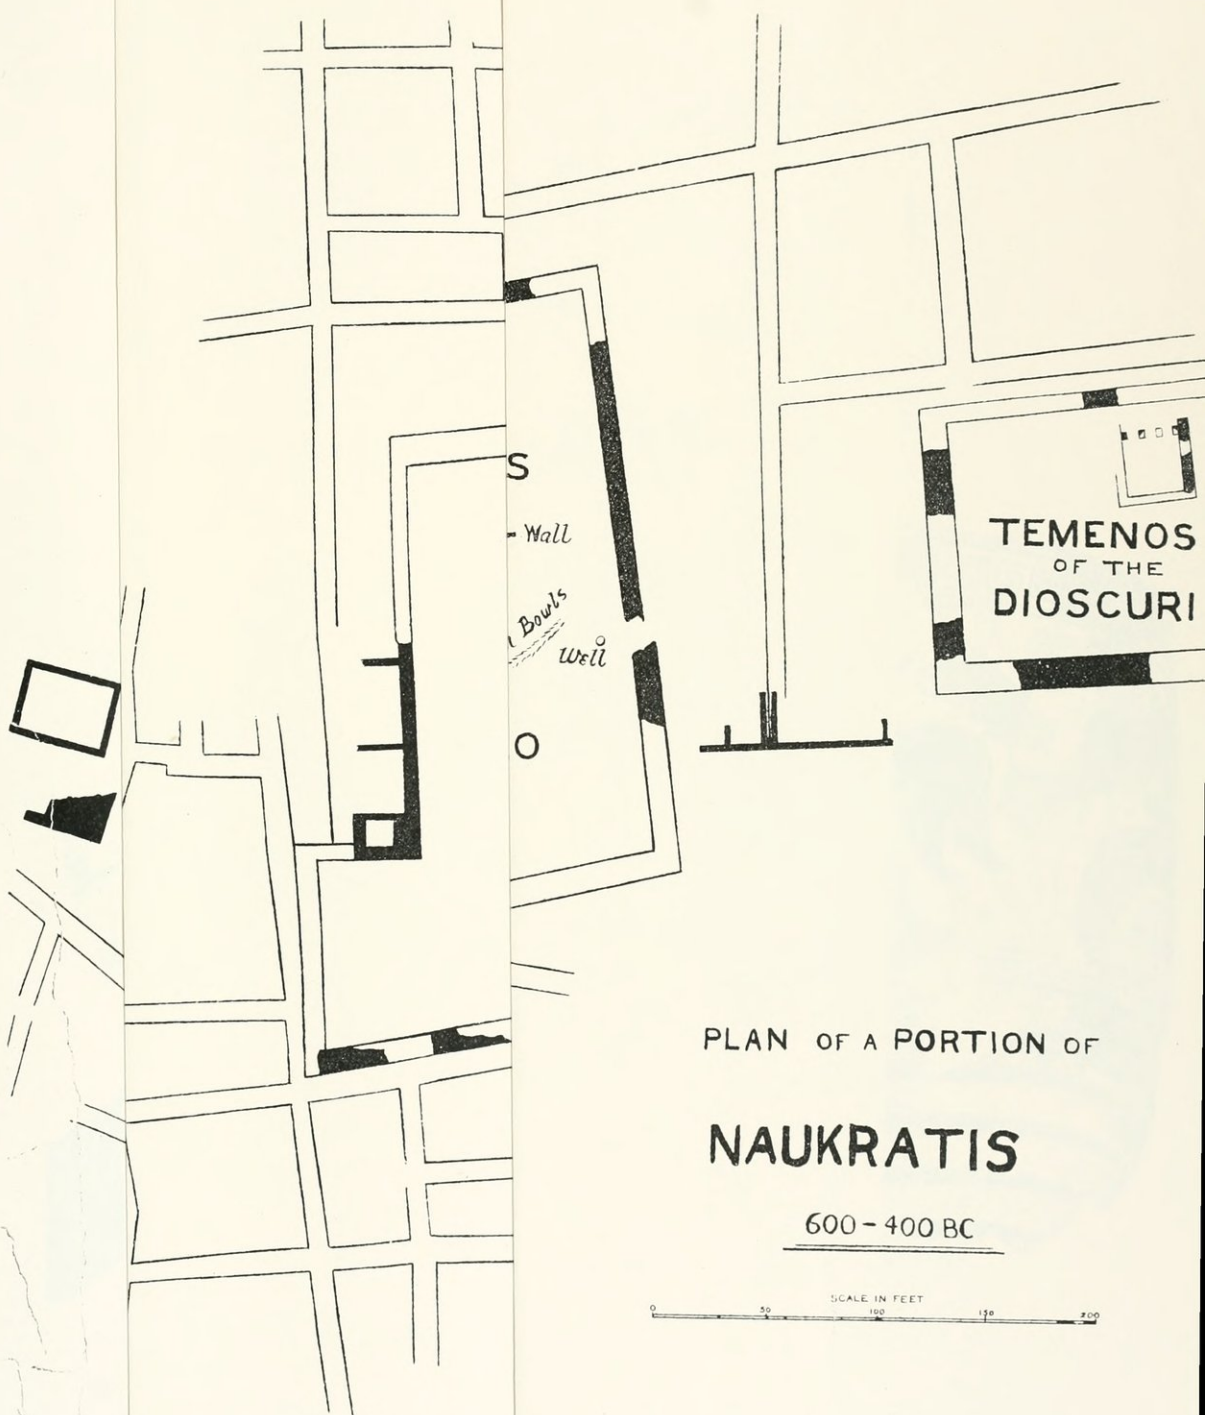 S
Wall
Bowls
Well
O
TEMENOS
OF THE
DIOSCURI
PLAN OF A PORTION OF
NAUKRATIS
600-400 BC
SCALE IN FEET
0 50 100 150 200